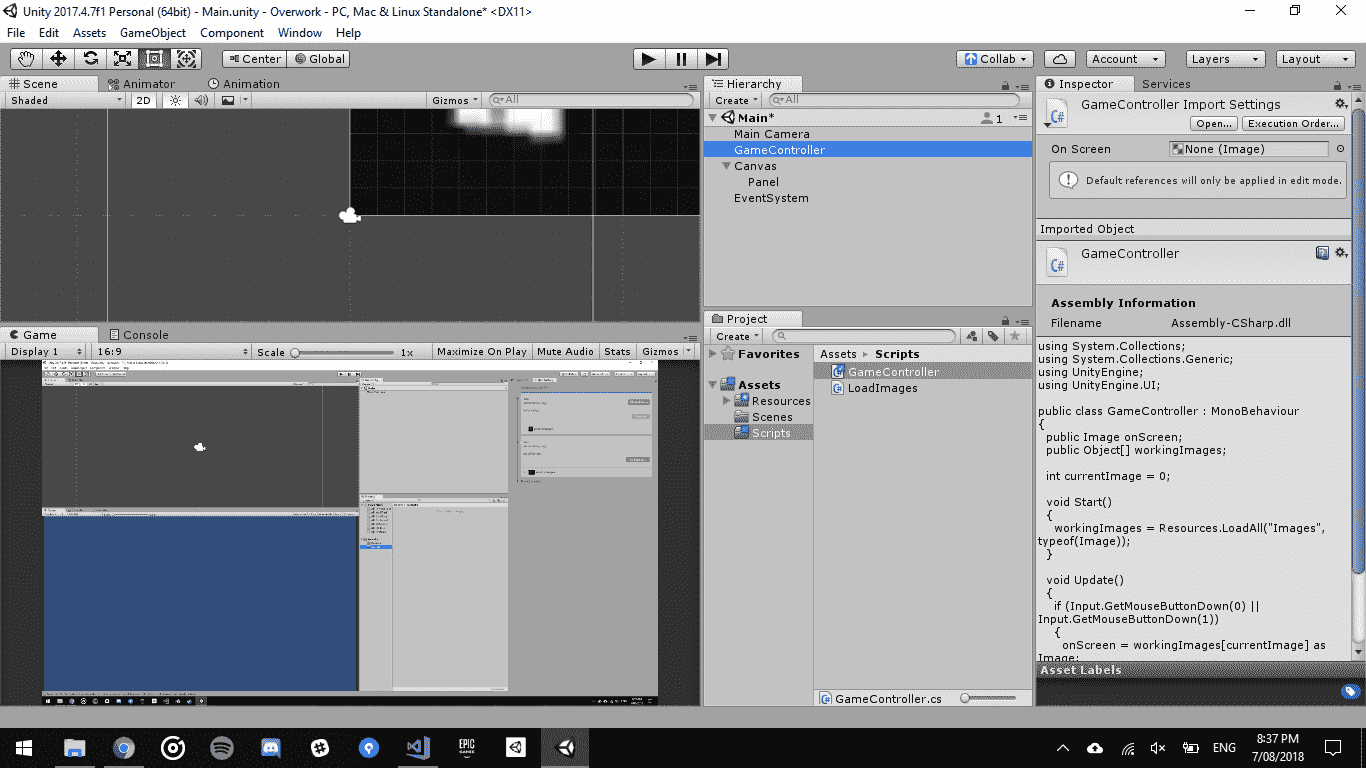 Unity 2017.4.7f1 Personal (64bit) - Main.unity - Overwork - PC, Mac & Linux Standalone* <DX11>
File Edit Assets GameObject Component Window Help
Center Global
Collab Account Layers Layout
Scene Animator Animation
Shaded 2D Gizmos All
Hierarchy
Create All
Main* 1
Main Camera
GameController
Canvas
Panel
EventSystem
Inspector Services
GameController Import Settings
Open... Execution Order...
On Screen None (Image)
Default references will only be applied in edit mode.
Imported Object
C# GameController
Assembly Information
Filename Assembly-CSharp.dll
using System.Collections;
using System.Collections.Generic;
using UnityEngine;
using UnityEngine.UI;
public class GameController : MonoBehaviour
{
public Image onScreen;
public Object[] workingImages;
int currentImage = 0;
void Start()
{
workingImages = Resources.LoadAll("Images",
typeof(Image));
}
void Update()
{
if (Input.GetMouseButtonDown(0) ||
Input.GetMouseButtonDown(1))
{
onScreen = workingImages[currentImage] as
Image;
Asset Labels
Game Console
Display 1 16:9 Scale 1x Maximize On Play Mute Audio Stats Gizmos
Project
Create
Favorites
Assets
Resources
Scenes
Scripts
Assets Scripts
GameController
LoadImages
GameController.cs
EPIC GAMES
ENG
8:37 PM
7/08/2018